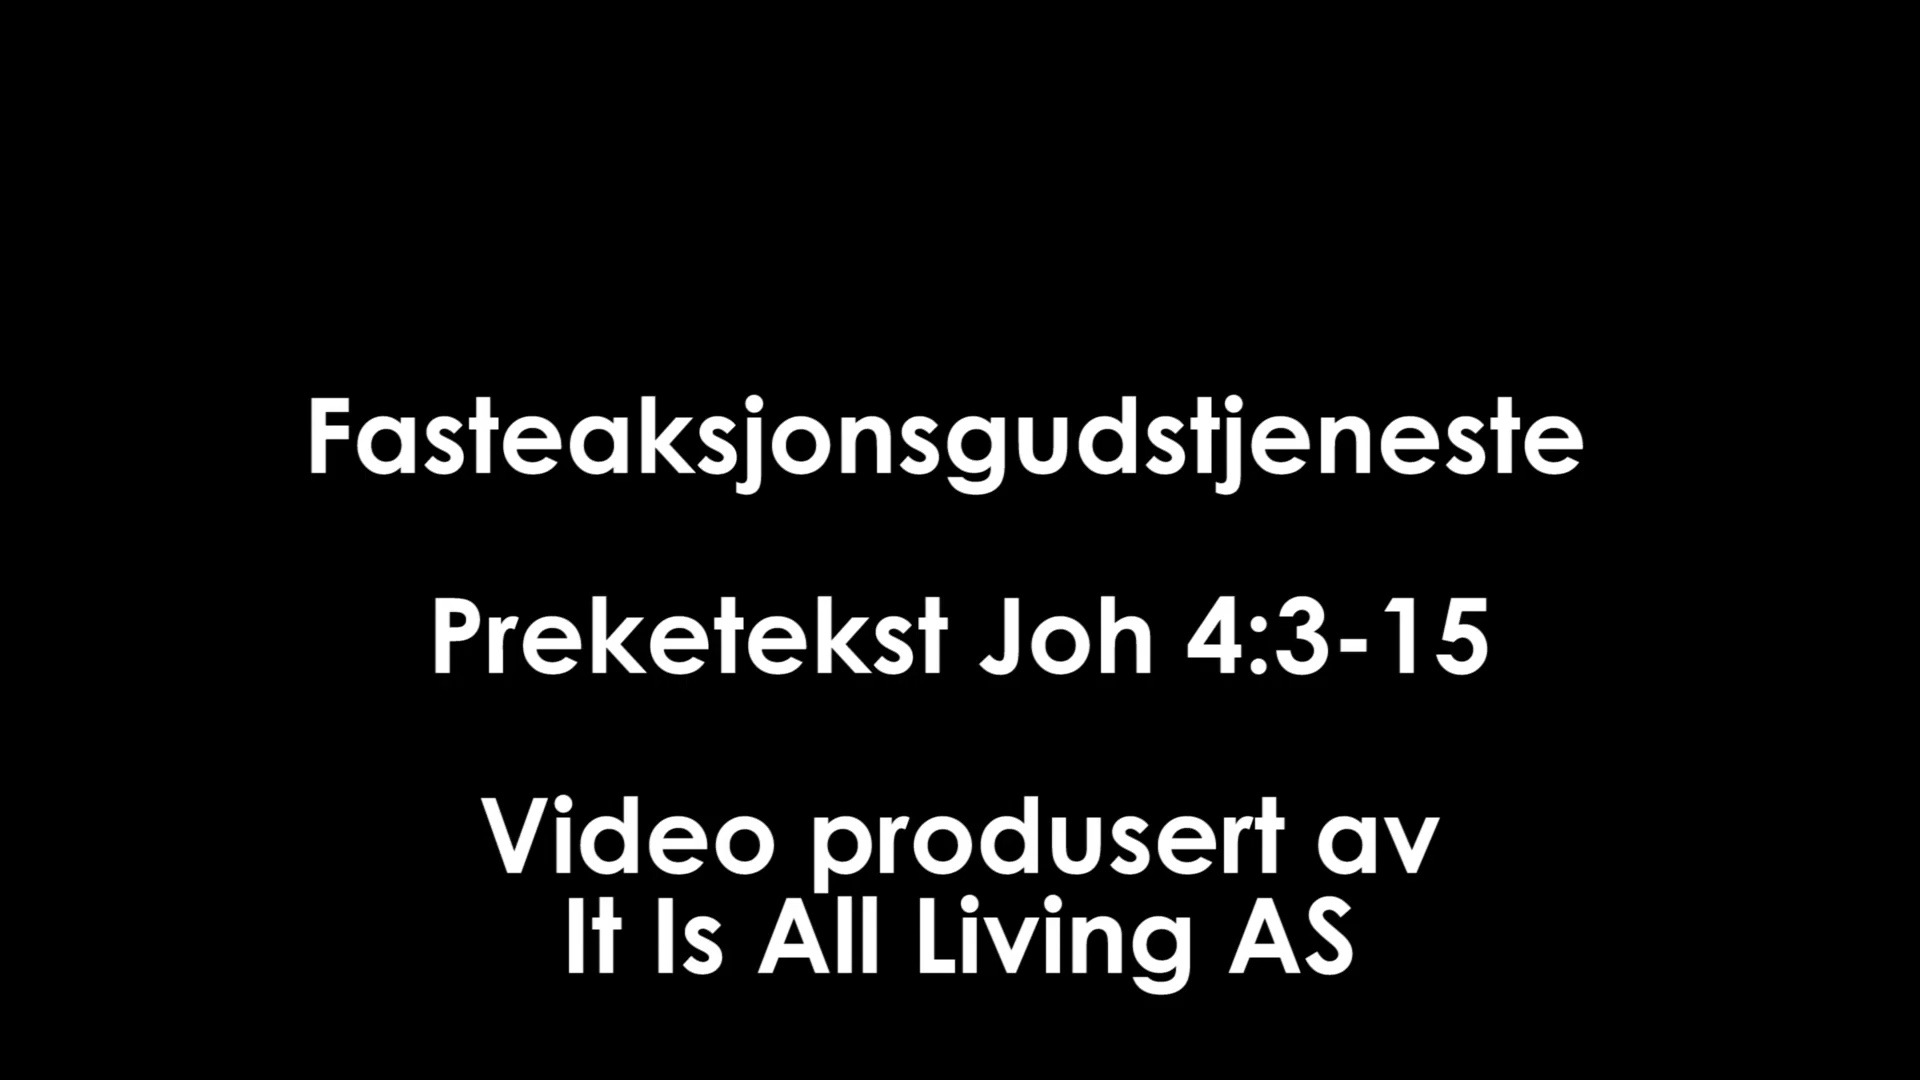 Fasteaksjonsgudstjeneste
Preketekst Joh 4:3-15
Video produsert av
It Is All Living AS